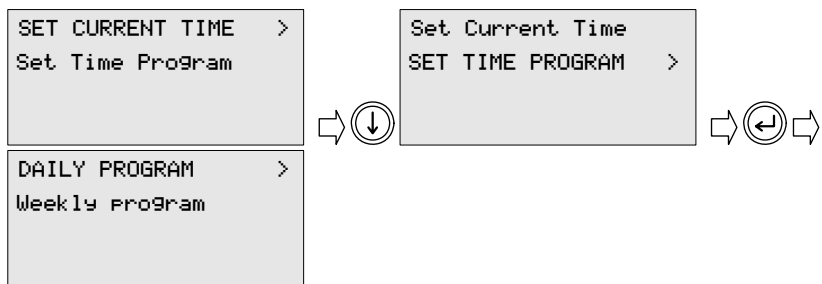 SET CURRENT TIME >
Set Time Program
Set Current Time
SET TIME PROGRAM >
DAILY PROGRAM >
Weekly program